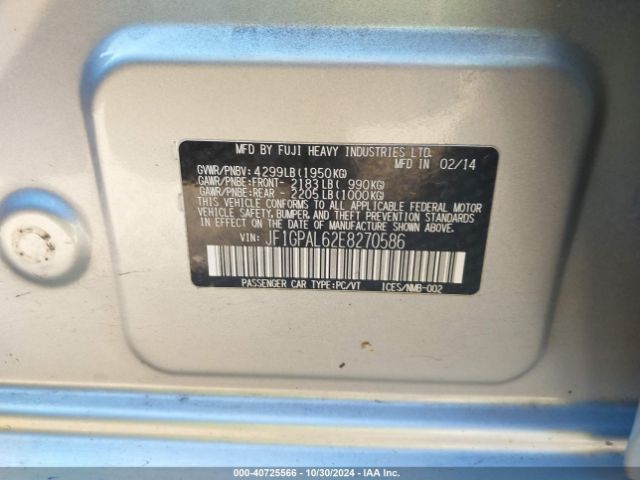 MFD BY FUJI HEAVY INDUSTRIES LTD.
MFD IN 02/14
GVWR/PNBV: 4299LB(1950KG)
GAWR/PNBE:FRONT- 2183LB( 990KG)
GAWR/PNBE:REAR - 2205LB(1000KG)
THIS VEHICLE CONFORMS TO ALL APPLICABLE FEDERAL MOTOR
VEHICLE SAFETY, BUMPER, AND THEFT PREVENTION STANDARDS
IN EFFECT ON THE DATE OF MANUFACTURE SHOWN ABOVE.
VIN: JF1GPAL62E8270586
PASSENGER CAR TYPE:PC/VT ICES/NMB-002
000-40725566 • 10/30/2024 • IAA Inc.